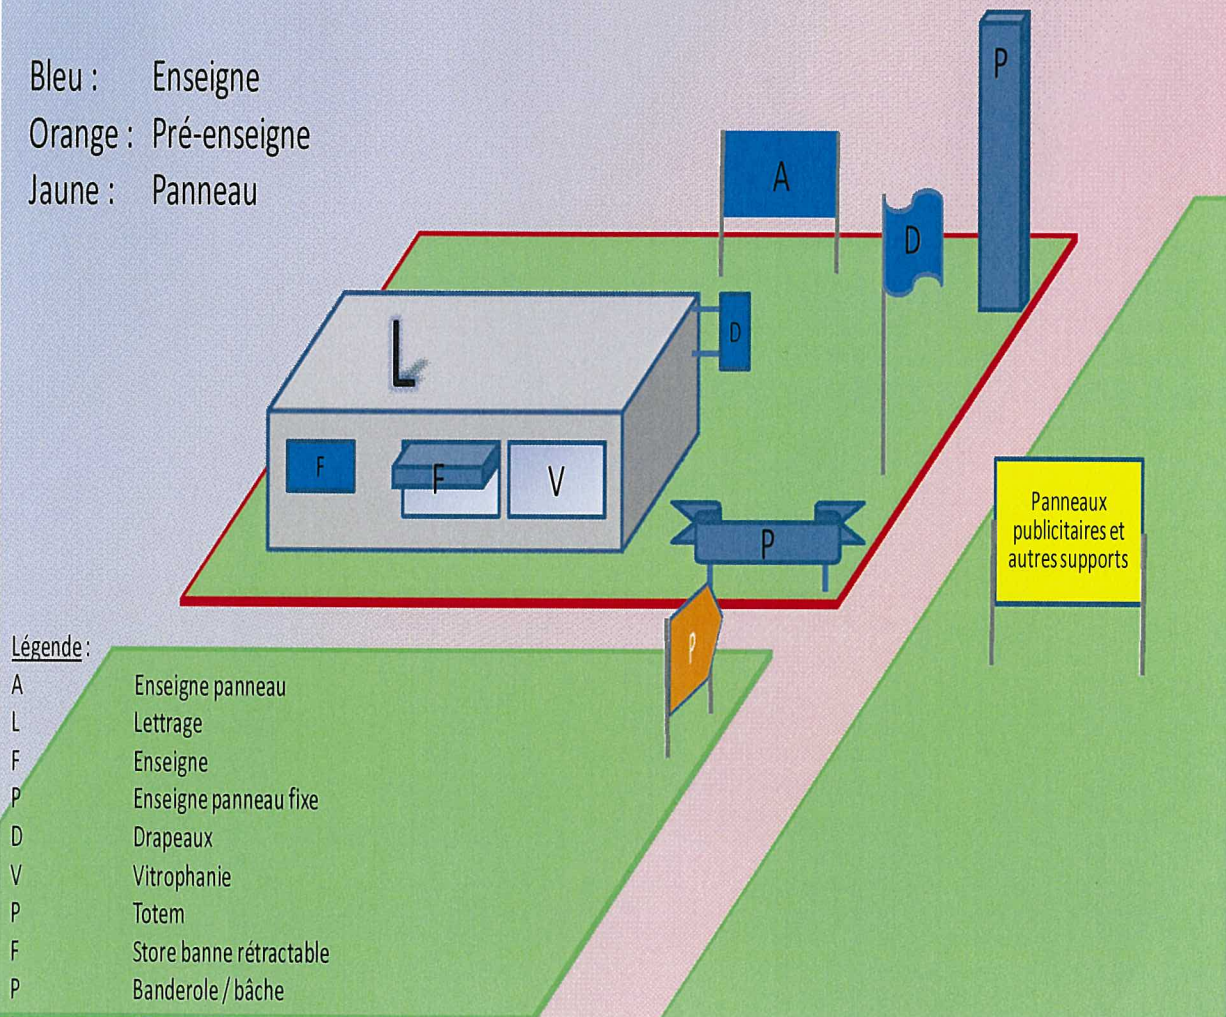 Bleu : Enseigne
Orange : Pré-enseigne
Jaune : Panneau
P
A
D
D
L
F
F
V
P
Panneaux
publicitaires et
autres supports
P
Légende :
A Enseigne panneau
L Lettrage
F Enseigne
P Enseigne panneau fixe
D Drapeaux
V Vitrophanie
P Totem
F Store banne rétractable
P Banderole / bâche